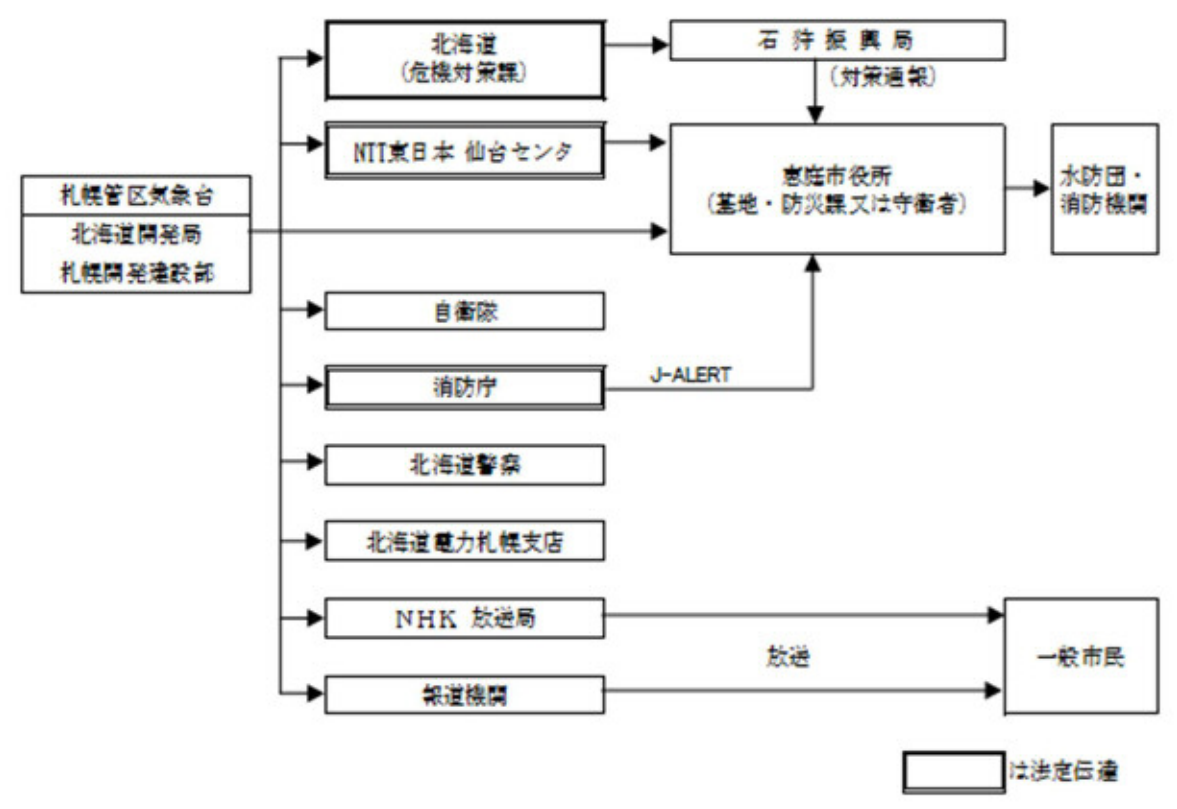 北海道
(危機対策課)
石狩振興局
(対策通報)
NTT東日本 仙台センタ
恵庭市役所
(基地・防災課又は守衛者)
水防団・
消防機関
札幌管区気象台
北海道開発局
札幌開発建設部
自衛隊
消防庁
J-ALERT
北海道警察
北海道電力札幌支店
NHK 放送局
放送
一般市民
報道機関
は法定伝達